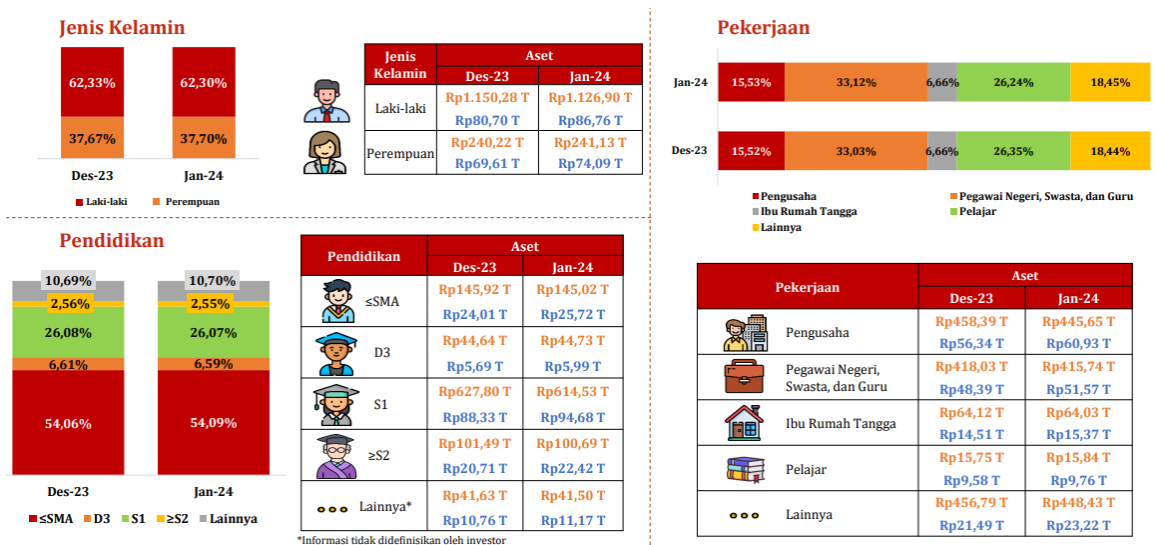 Jenis Kelamin
62,33%
62,30%
37,67%
37,70%
Des-23
Jan-24
Laki-laki
Perempuan
Jenis Kelamin
Aset
Des-23
Jan-24
Laki-laki
Rp1.150,28 T
Rp1.126,90 T
Rp80,70 T
Rp86,76 T
Perempuan
Rp240,22 T
Rp241,13 T
Rp69,61 T
Rp74,09 T
Pendidikan
10,69%
10,70%
2,56%
2,55%
26,08%
26,07%
6,61%
6,59%
54,06%
54,09%
Des-23
Jan-24
≤SMA
D3
S1
≥S2
Lainnya
Pendidikan
Aset
Des-23
Jan-24
≤SMA
Rp145,92 T
Rp145,02 T
Rp24,01 T
Rp25,72 T
D3
Rp44,64 T
Rp44,73 T
Rp5,69 T
Rp5,99 T
S1
Rp627,80 T
Rp614,53 T
Rp88,33 T
Rp94,68 T
≥S2
Rp101,49 T
Rp100,69 T
Rp20,71 T
Rp22,42 T
Lainnya*
Rp41,63 T
Rp41,50 T
Rp10,76 T
Rp11,17 T
*Informasi tidak didefinisikan oleh investor
Pekerjaan
Jan-24
15,53%
33,12%
6,66%
26,24%
18,45%
Des-23
15,52%
33,03%
6,66%
26,35%
18,44%
Pengusaha
Pegawai Negeri, Swasta, dan Guru
Ibu Rumah Tangga
Pelajar
Lainnya
Pekerjaan
Aset
Des-23
Jan-24
Pengusaha
Rp458,39 T
Rp445,65 T
Rp56,34 T
Rp60,93 T
Pegawai Negeri,
Swasta, dan Guru
Rp418,03 T
Rp415,74 T
Rp48,39 T
Rp51,57 T
Ibu Rumah Tangga
Rp64,12 T
Rp64,03 T
Rp14,51 T
Rp15,37 T
Pelajar
Rp15,75 T
Rp15,84 T
Rp9,58 T
Rp9,76 T
Lainnya
Rp456,79 T
Rp448,43 T
Rp21,49 T
Rp23,22 T